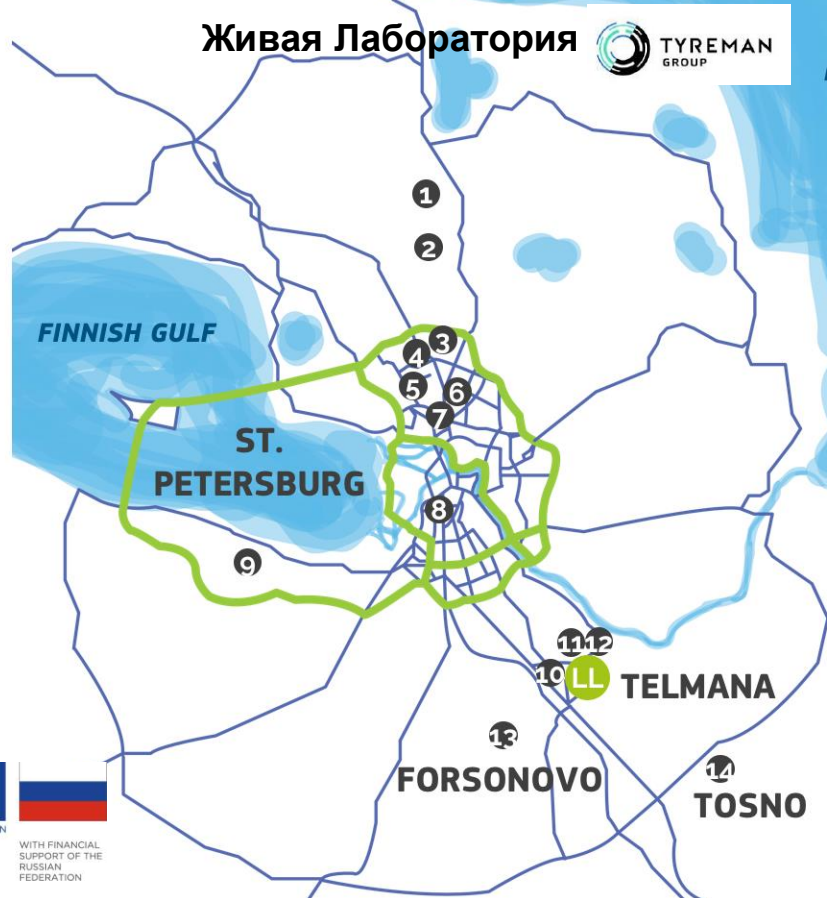 Живая Лаборатория
TYREMAN
GROUP
1
2
FINNISH GULF
3
4
5
6
7
ST.
PETERSBURG
8
9
11
12
10
LL
TELMANA
13
FORSONOVO
14
TOSNO
WITH FINANCIAL
SUPPORT OF THE
RUSSIAN
FEDERATION